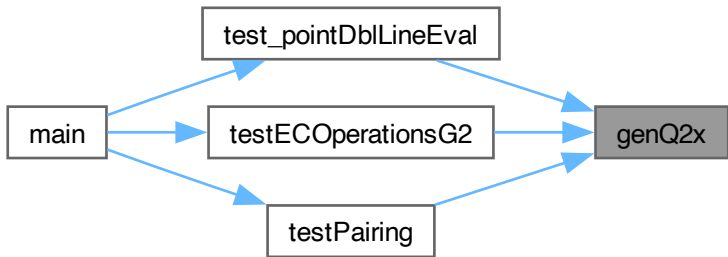 test_pointDblLineEval
main
testECOperationsG2
genQ2x
testPairing